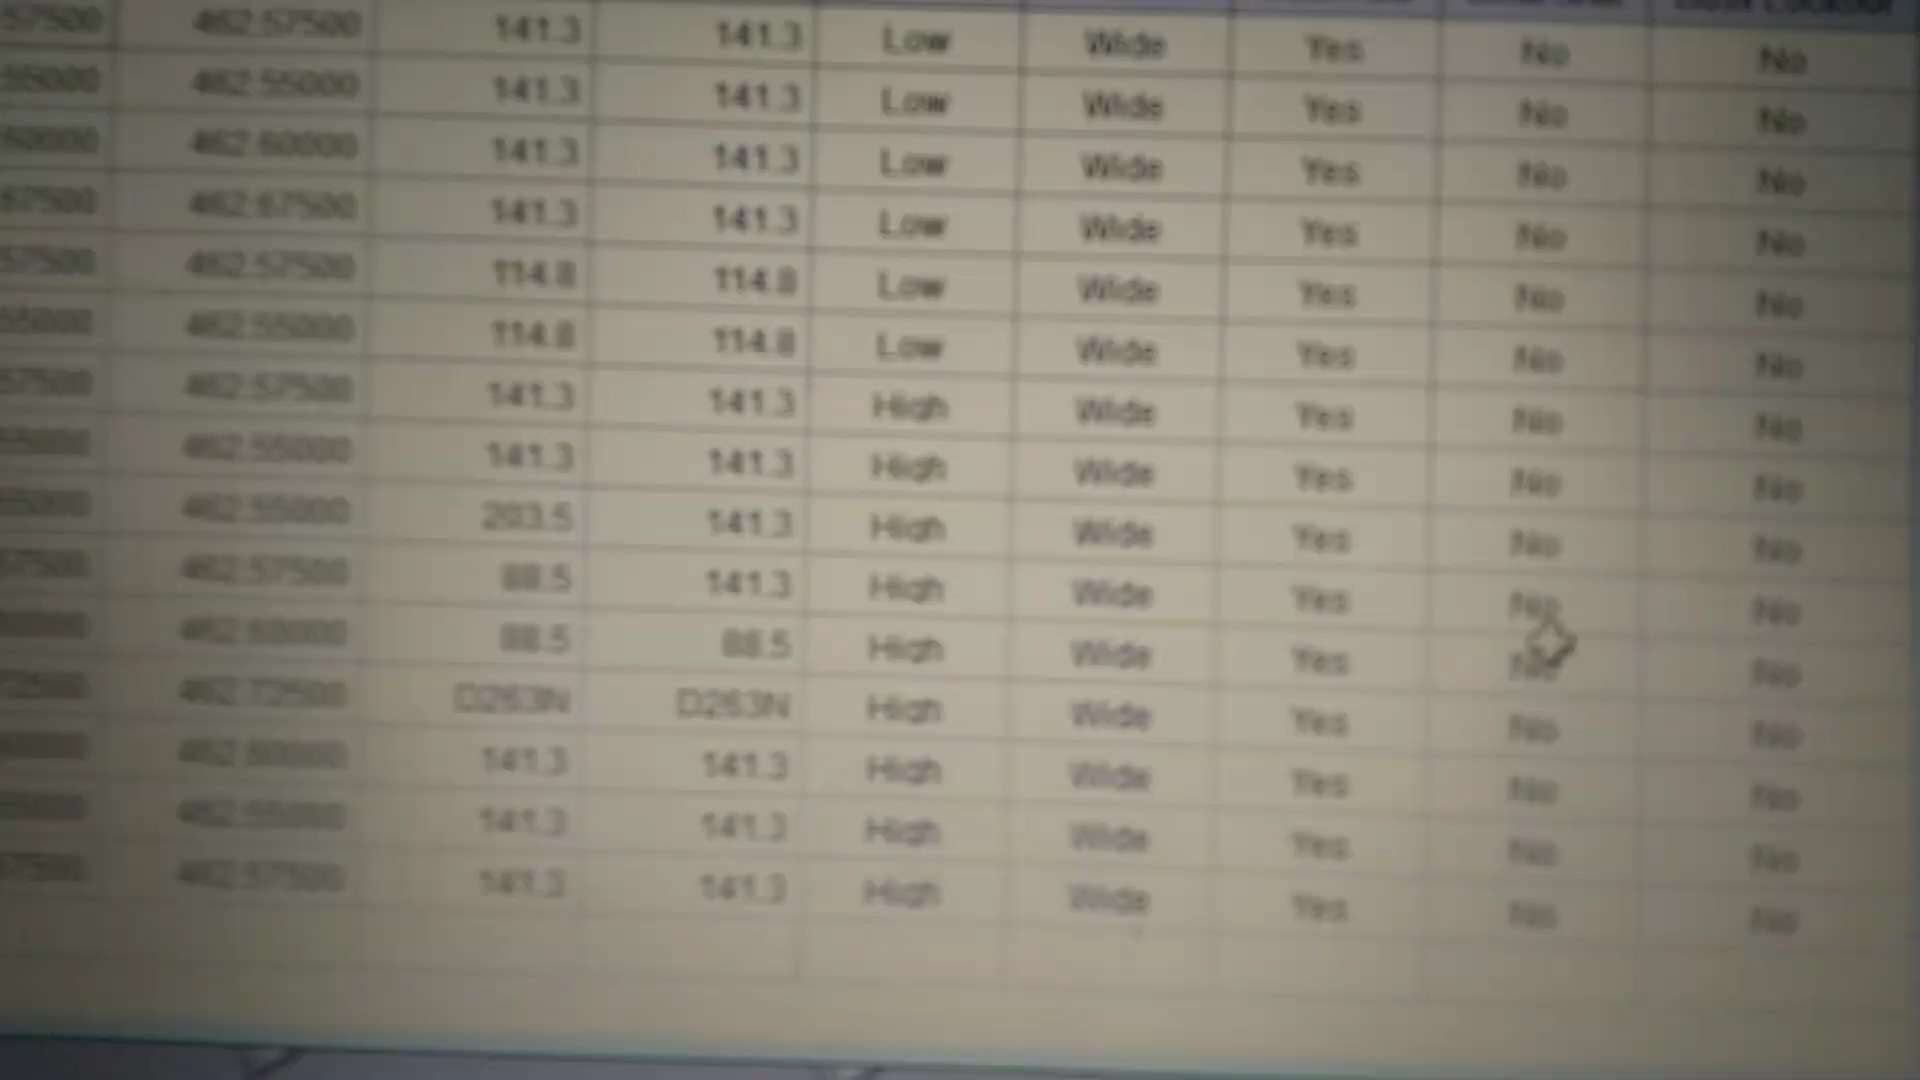 57500 462.57500 141.3 141.3 Low Wide Yes No No
55000 462.55000 141.3 141.3 Low Wide Yes No No
60000 462.60000 141.3 141.3 Low Wide Yes No No
67500 462.67500 141.3 141.3 Low Wide Yes No No
57500 462.57500 114.8 114.8 Low Wide Yes No No
55000 462.55000 114.8 114.8 Low Wide Yes No No
57500 462.57500 141.3 141.3 High Wide Yes No No
55000 462.55000 141.3 141.3 High Wide Yes No No
55000 462.55000 203.5 141.3 High Wide Yes No No
57500 462.57500 88.5 141.3 High Wide Yes No No
462.60000 88.5 88.5 High Wide Yes No No
72500 462.72500 D263N D263N High Wide Yes No No
462.60000 141.3 141.3 High Wide Yes No No
462.55000 141.3 141.3 High Wide Yes No No
57500 462.57500 141.3 141.3 High Wide Yes No No